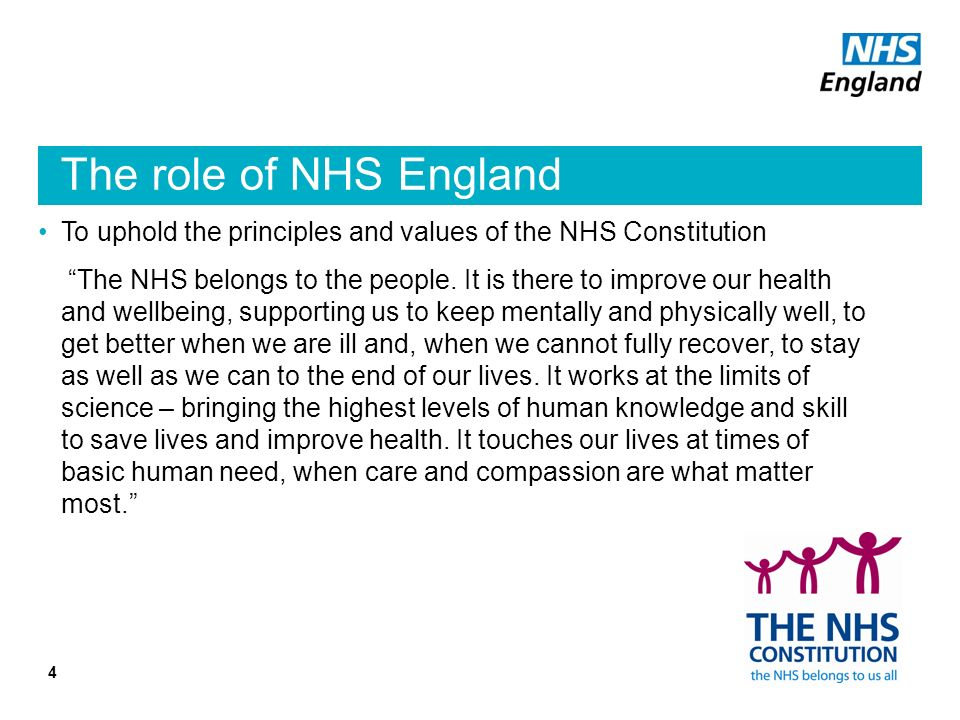 NHS
England
The role of NHS England
• To uphold the principles and values of the NHS Constitution
“The NHS belongs to the people. It is there to improve our health
and wellbeing, supporting us to keep mentally and physically well, to
get better when we are ill and, when we cannot fully recover, to stay
as well as we can to the end of our lives. It works at the limits of
science – bringing the highest levels of human knowledge and skill
to save lives and improve health. It touches our lives at times of
basic human need, when care and compassion are what matter
most.”
THE NHS
CONSTITUTION
the NHS belongs to us all
4